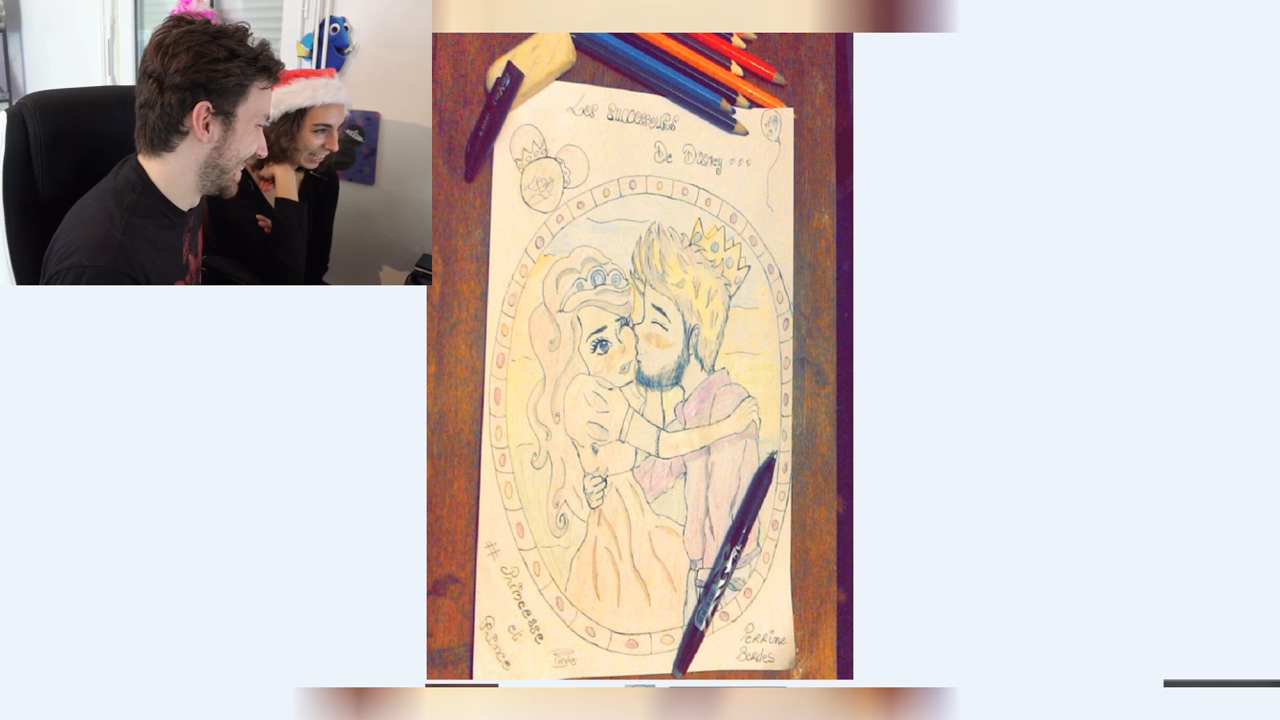 Les successeurs
De Disney...
# Princesse
et
Prince
Perrine
Bordes